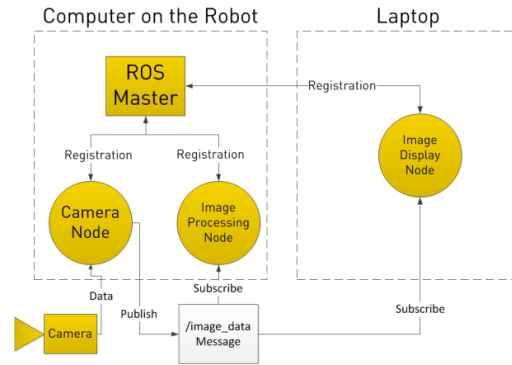 Computer on the Robot
Laptop
ROS
Master
Registration
Registration
Registration
Image
Display
Node
Camera
Node
Image
Processing
Node
Data
Publish
Subscribe
Subscribe
Camera
/image_data
Message